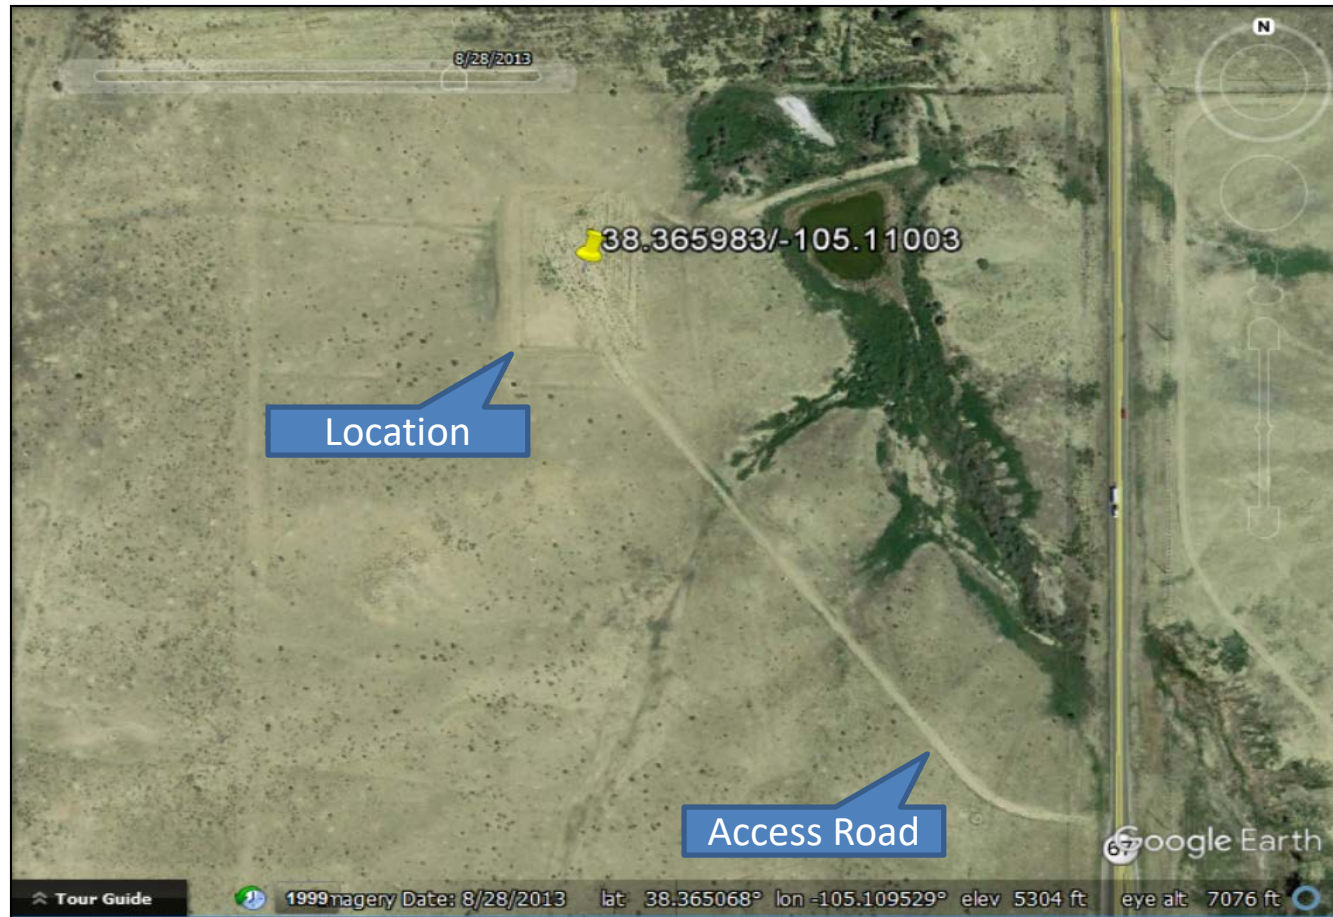 N
8/28/2013
38.365983/-105.11003
Location
Access Road
67
Google Earth
Tour Guide
1999
magery Date: 8/28/2013 lat 38.365068° lon -105.109529° elev 5304 ft eye alt 7076 ft